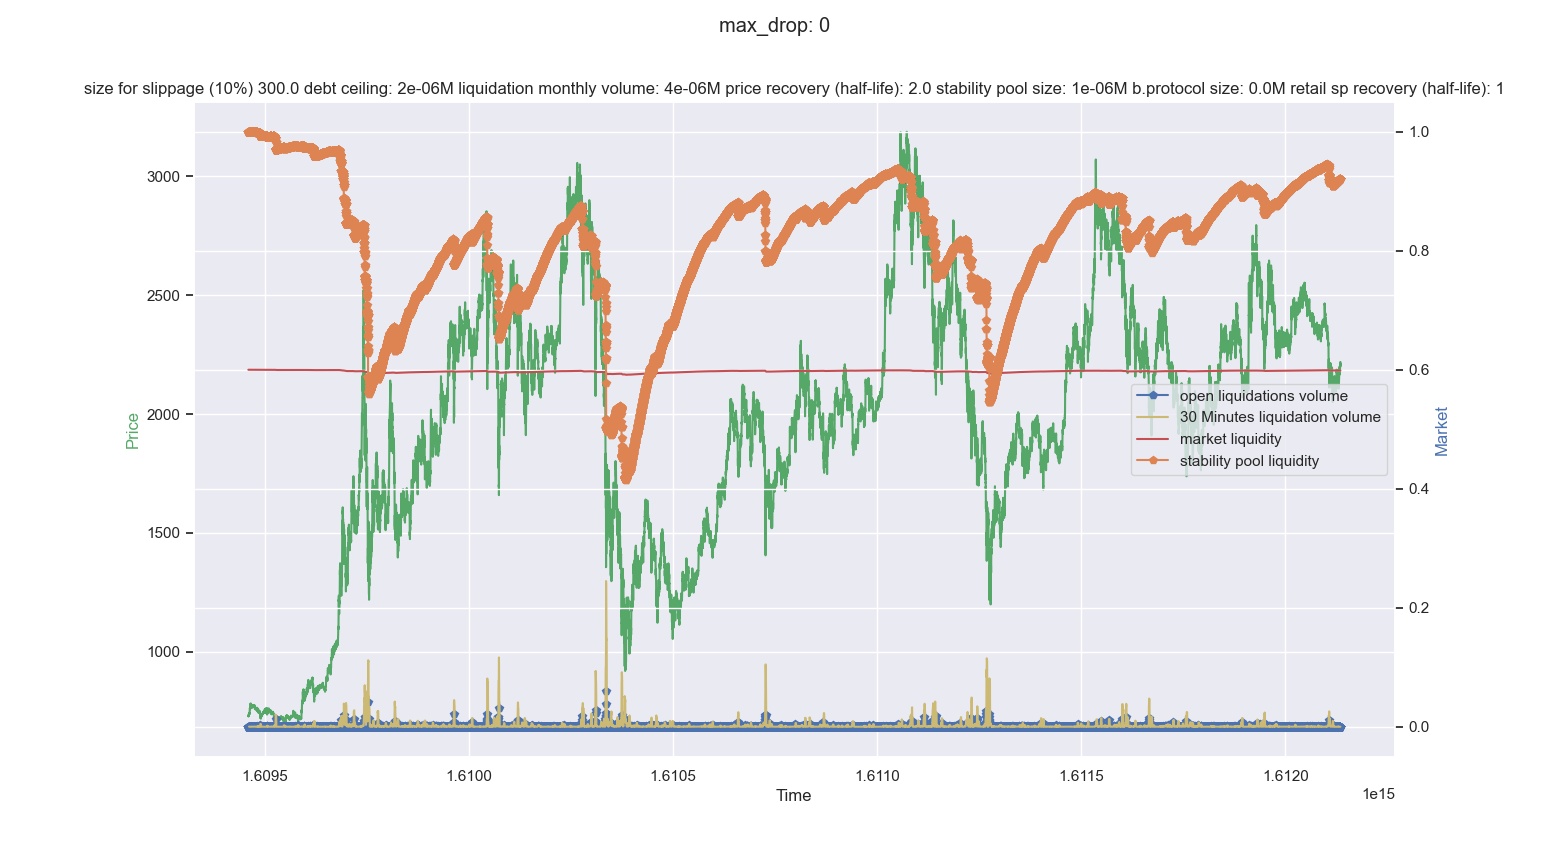 max_drop: 0
size for slippage (10%) 300.0 debt ceiling: 2e-06M liquidation monthly volume: 4e-06M price recovery (half-life): 2.0 stability pool size: 1e-06M b.protocol size: 0.0M retail sp recovery (half-life): 1
3000
2500
2000
1500
1000
Price
1.0
0.8
0.6
0.4
0.2
0.0
Market
open liquidations volume
30 Minutes liquidation volume
market liquidity
stability pool liquidity
1.6095
1.6100
1.6105
1.6110
1.6115
1.6120
Time
1e15